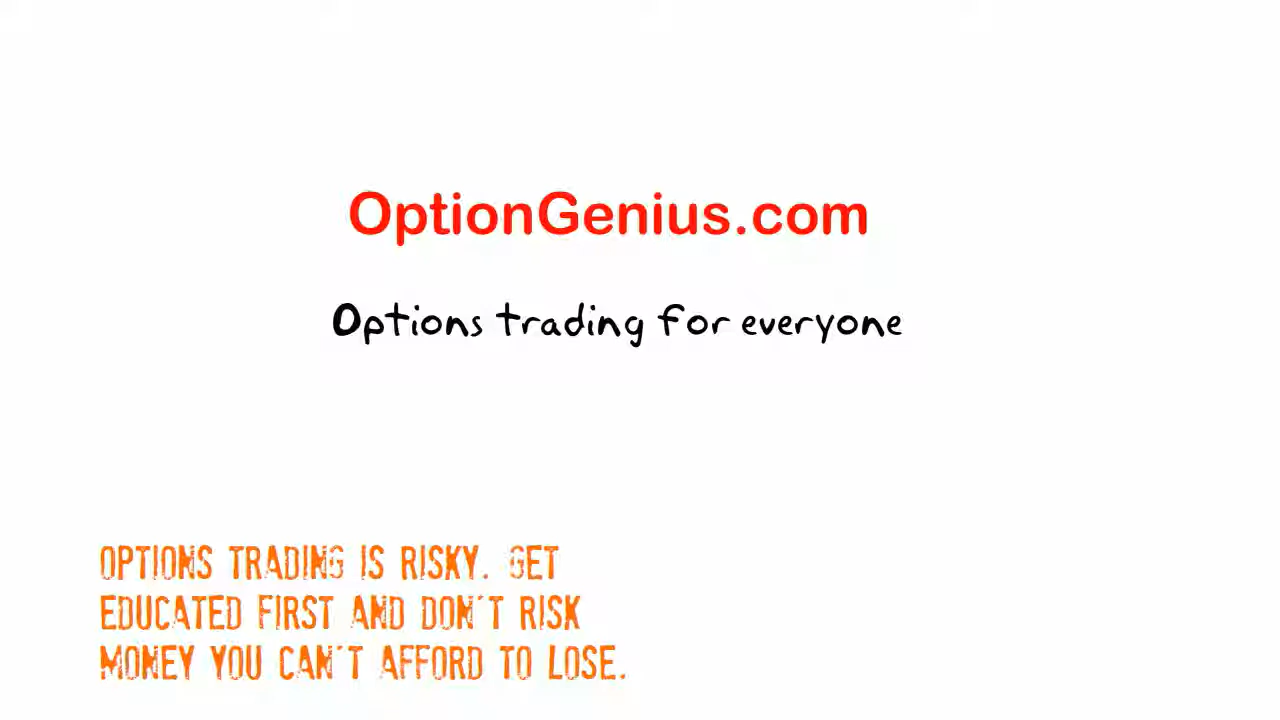 OptionGenius.com
Options trading for everyone
OPTIONS TRADING IS RISKY. GET
EDUCATED FIRST AND DON'T RISK
MONEY YOU CAN'T AFFORD TO LOSE.